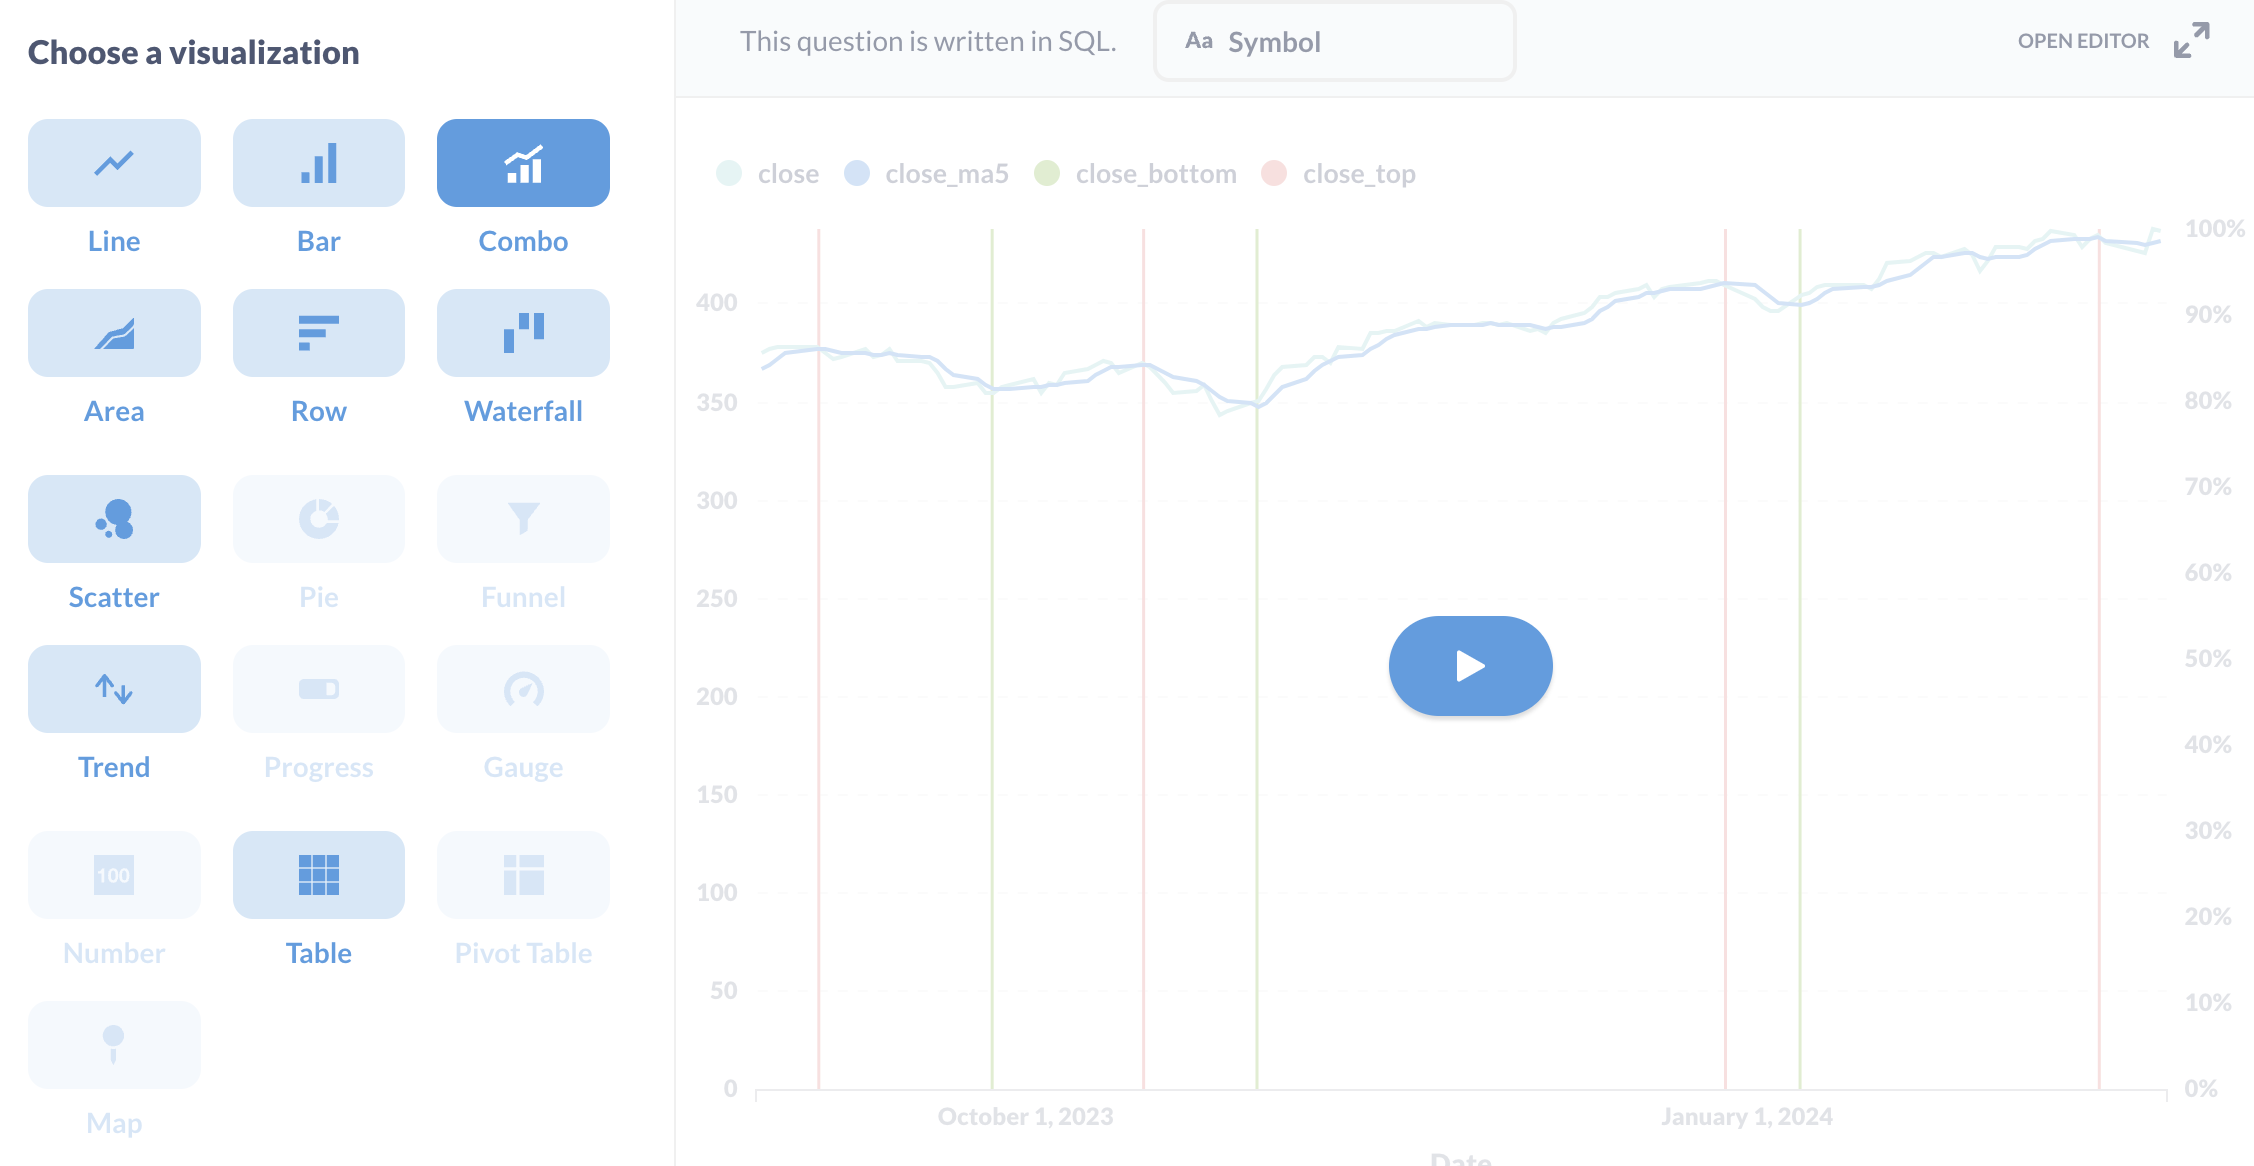 Choose a visualization
Line
Bar
Combo
Area
Row
Waterfall
Scatter
Pie
Funnel
Trend
Progress
Gauge
100
Number
Table
Pivot Table
Map
This question is written in SQL.
Aa Symbol
OPEN EDITOR
close
close_ma5
close_bottom
close_top
400
350
300
250
200
150
100
50
0
100%
90%
80%
70%
60%
50%
40%
30%
20%
10%
0%
October 1, 2023
January 1, 2024
Date